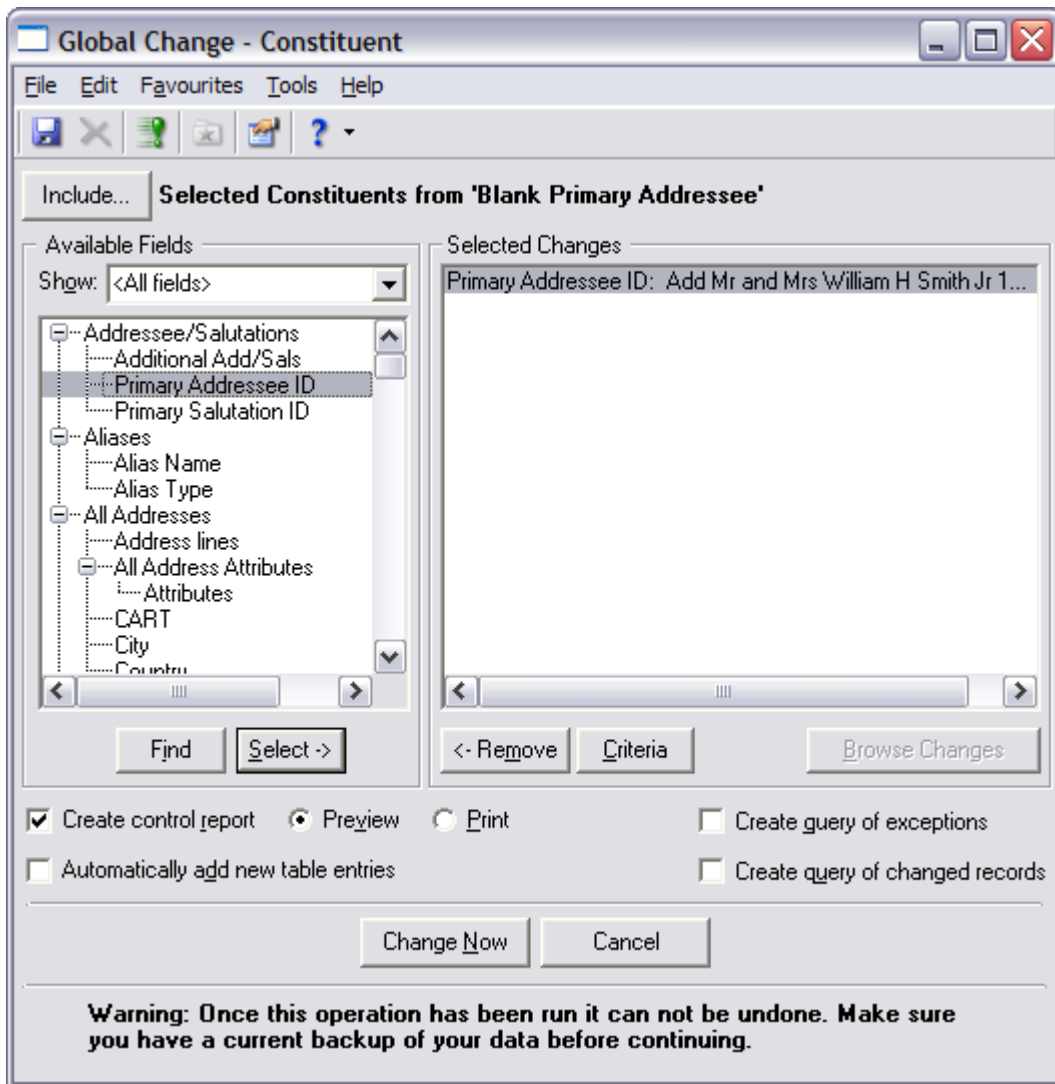 Global Change - Constituent
File Edit Favourites Tools Help
?
Include... Selected Constituents from 'Blank Primary Addressee'
Available Fields
Show: <All fields>
Addressee/Salutations
Additional Add/Sals
Primary Addressee ID
Primary Salutation ID
Aliases
Alias Name
Alias Type
All Addresses
Address lines
All Address Attributes
Attributes
CART
City
Country
Find Select ->
Selected Changes
Primary Addressee ID: Add Mr and Mrs William H Smith Jr 1...
<- Remove Criteria Browse Changes
Create control report Preview Print Create query of exceptions
Automatically add new table entries Create query of changed records
Change Now Cancel
Warning: Once this operation has been run it can not be undone. Make sure
you have a current backup of your data before continuing.